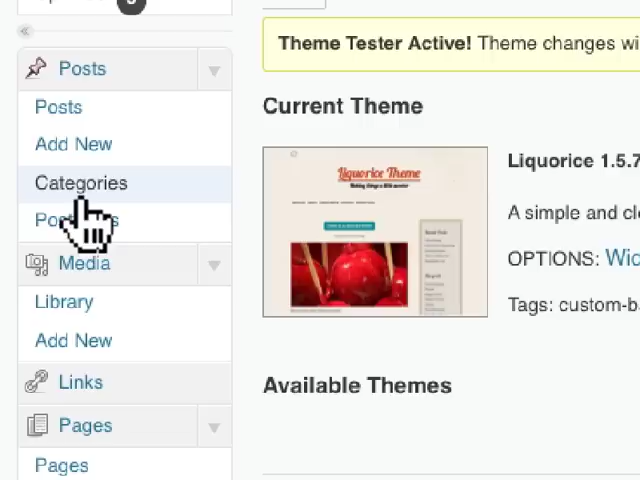 Theme Tester Active! Theme changes wi
Posts
Posts
Add New
Categories
Media
Library
Add New
Links
Pages
Pages
Current Theme
Liquorice Theme
Liquorice 1.5.7
A simple and cl
OPTIONS: Wid
Tags: custom-b
Available Themes